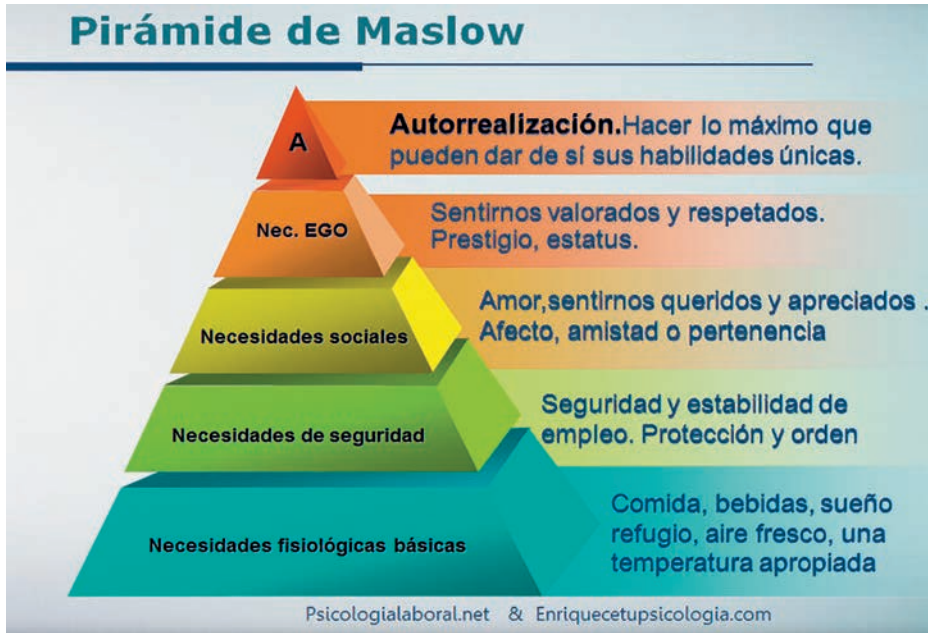 Pirámide de Maslow
A
Autorrealización.Hacer lo máximo que
pueden dar de sí sus habilidades únicas.
Nec. EGO
Sentirnos valorados y respetados.
Prestigio, estatus.
Necesidades sociales
Amor,sentirnos queridos y apreciados .
Afecto, amistad o pertenencia
Necesidades de seguridad
Seguridad y estabilidad de
empleo. Protección y orden
Necesidades fisiológicas básicas
Comida, bebidas, sueño
refugio, aire fresco, una
temperatura apropiada
Psicologialaboral.net & Enriquecetupsicologia.com